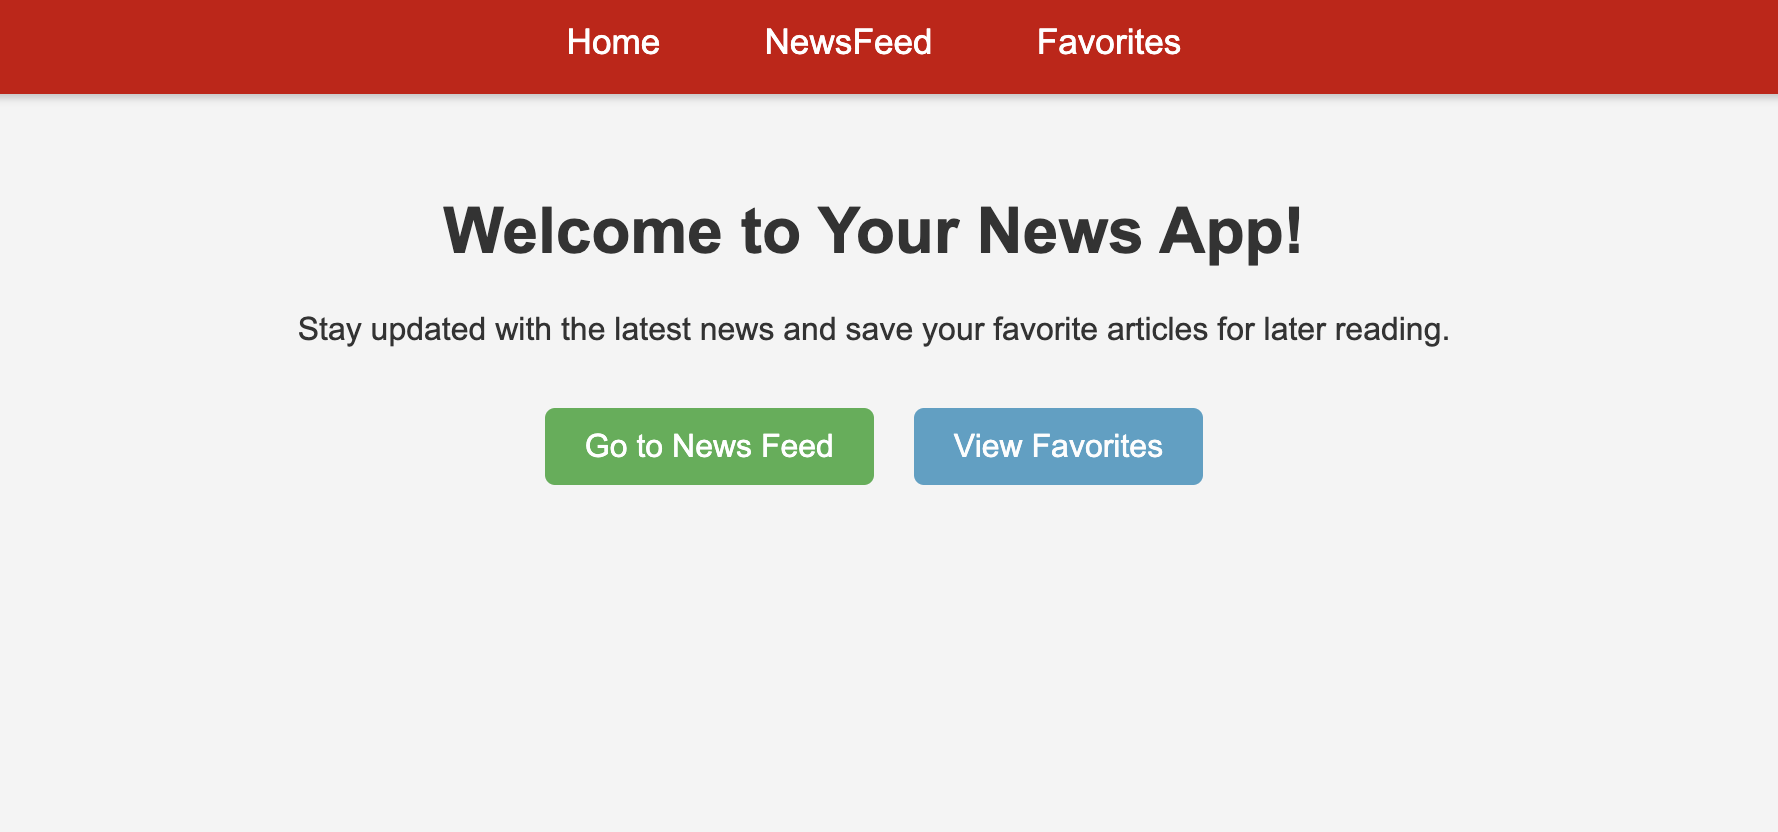 Home NewsFeed Favorites
Welcome to Your News App!
Stay updated with the latest news and save your favorite articles for later reading.
Go to News Feed View Favorites